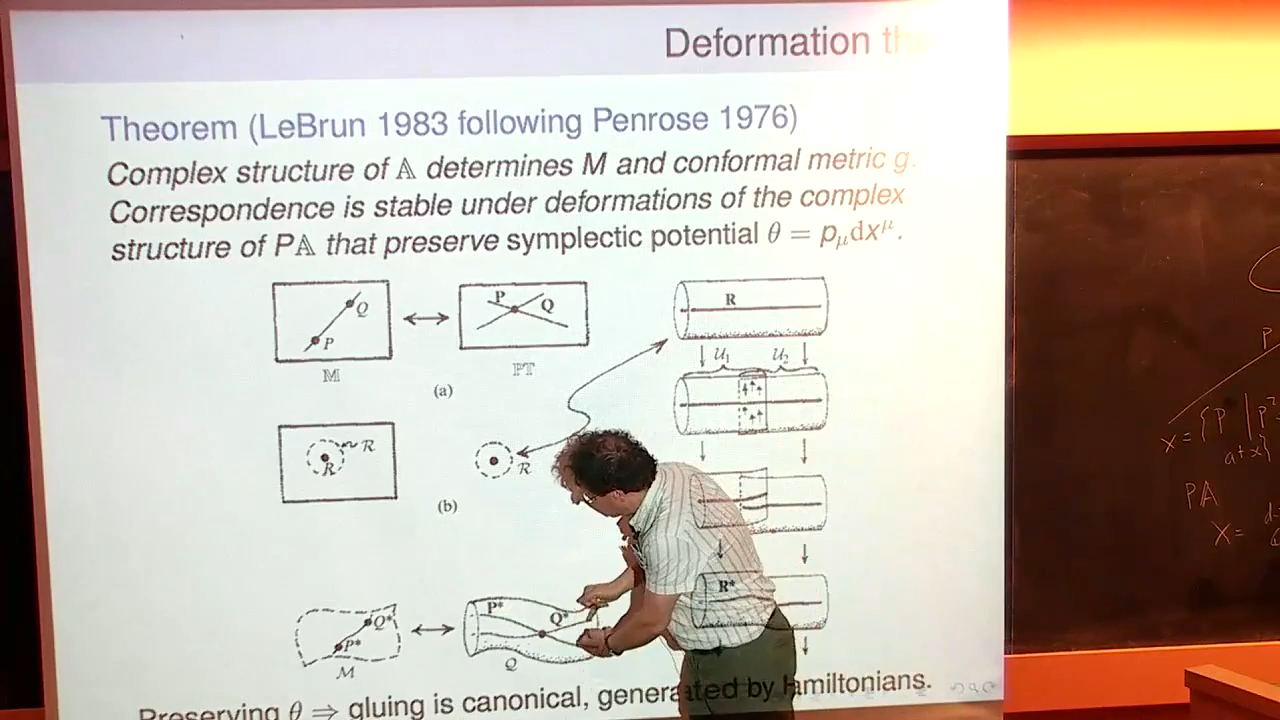 Deformation
Theorem (LeBrun 1983 following Penrose 1976)
Complex structure of 𝔸 determines M and conformal metric g.
Correspondence is stable under deformations of the complex
structure of P𝔸 that preserve symplectic potential θ = p_μdx^μ.
Q
P
𝕄
P
Q
ℙ𝕋
(a)
R
𝒰₁ 𝒰₂
R
ℛ
ℛ
(b)
Q*
P*
ℳ
P*
Q*
Q
R*
Preserving θ ⇒ gluing is canonical, generated by Hamiltonians.
P
X = {P | P²
a + x}
P𝔸
X =